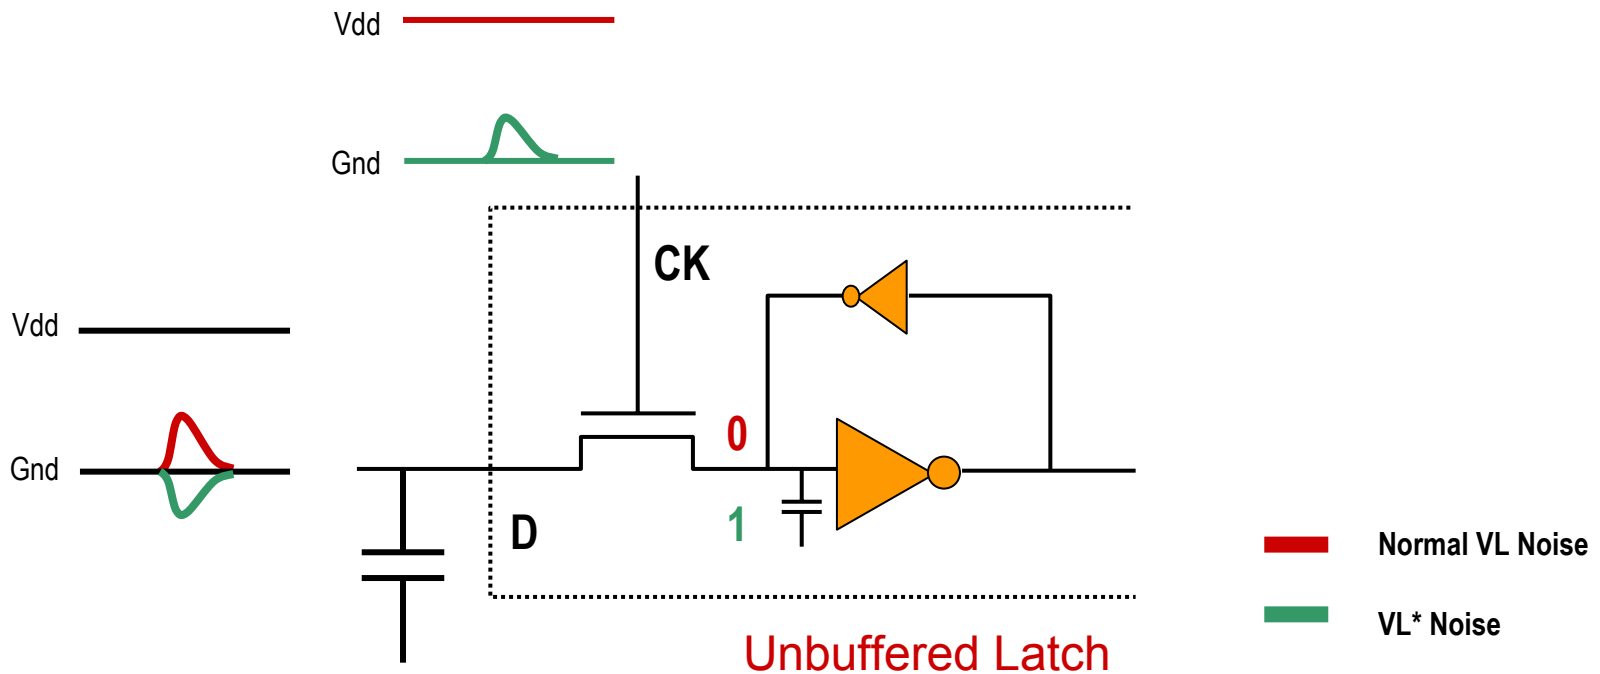 Vdd
Gnd
CK
Vdd
Gnd
0
1
D
Normal VL Noise
VL* Noise
Unbuffered Latch